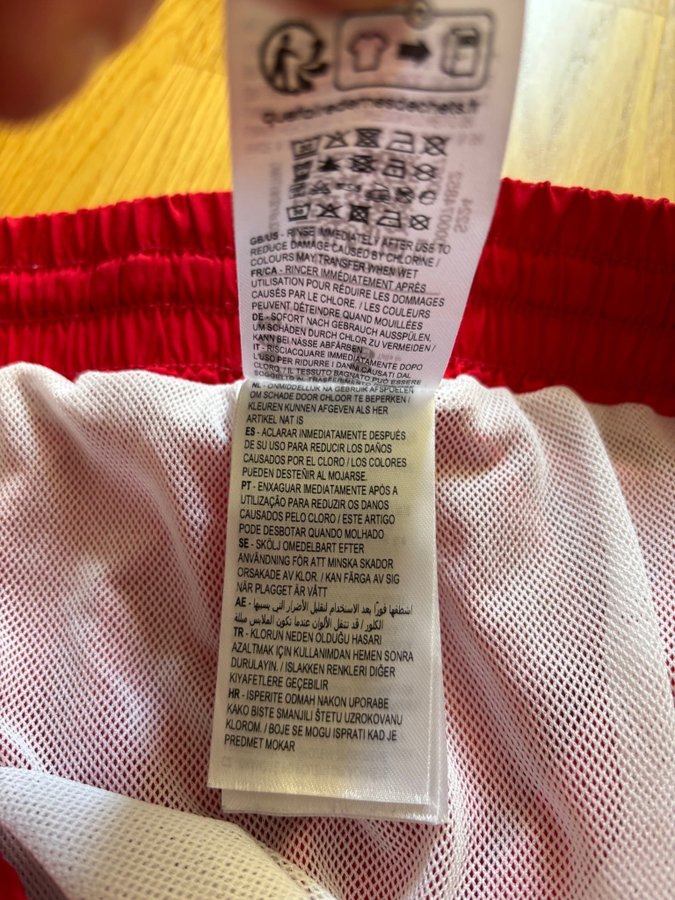 Quefairedemesdechets.fr
GB/US - RINSE IMMEDIATELY AFTER USE TO
REDUCE DAMAGE CAUSED BY CHLORINE /
COLOURS MAY TRANSFER WHEN WET
FR/CA - RINCER IMMÉDIATEMENT APRÈS
UTILISATION POUR RÉDUIRE LES DOMMAGES
CAUSÉS PAR LE CHLORE. / LES COULEURS
PEUVENT DÉTEINDRE QUAND MOUILLÉES
DE - SOFORT NACH GEBRAUCH AUSSPÜLEN,
UM SCHÄDEN DURCH CHLOR ZU VERMEIDEN /
KANN BEI NÄSSE ABFÄRBEN
IT - RISCIACQUARE IMMEDIATAMENTE DOPO
L'USO PER RIDURRE I DANNI CAUSATI DAL
CLORO / IL TESSUTO BAGNATO PUÒ ESSERE
SOGGETTO AL TRASFERIMENTO
NL - ONMIDDELLIJK NA GEBRUIK AFSPOELEN
OM SCHADE DOOR CHLOOR TE BEPERKEN /
KLEUREN KUNNEN AFGEVEN ALS HER
ARTIKEL NAT IS
ES - ACLARAR INMEDIATAMENTE DESPUÉS
DE SU USO PARA REDUCIR LOS DAÑOS
CAUSADOS POR EL CLORO / LOS COLORES
PUEDEN DESTEÑIR AL MOJARSE.
PT - ENXAGUAR IMEDIATAMENTE APÓS A
UTILIZAÇÃO PARA REDUZIR OS DANOS
CAUSADOS PELO CLORO / ESTE ARTIGO
PODE DESBOTAR QUANDO MOLHADO
SE - SKÖLJ OMEDELBART EFTER
ANVÄNDNING FÖR ATT MINSKA SKADOR
ORSAKADE AV KLOR. / KAN FÄRGA AV SIG
NÄR PLAGGET ÄR VÅTT
AE - اشطفها فورًا بعد الاستخدام لتقليل الأضرار التي يسببها
الكلور / قد تنتقل الألوان عندما تكون الملابس مبللة
TR - KLORUN NEDEN OLDUĞU HASARI
AZALTMAK İÇİN KULLANIMDAN HEMEN SONRA
DURULAYIN. / ISLAKKEN RENKLERİ DİĞER
KIYAFETLERE GEÇEBİLİR
HR - ISPERITE ODMAH NAKON UPORABE
KAKO BISTE SMANJILI ŠTETU UZROKOVANU
KLOROM. / BOJE SE MOGU ISPRATI KAD JE
PREDMET MOKAR